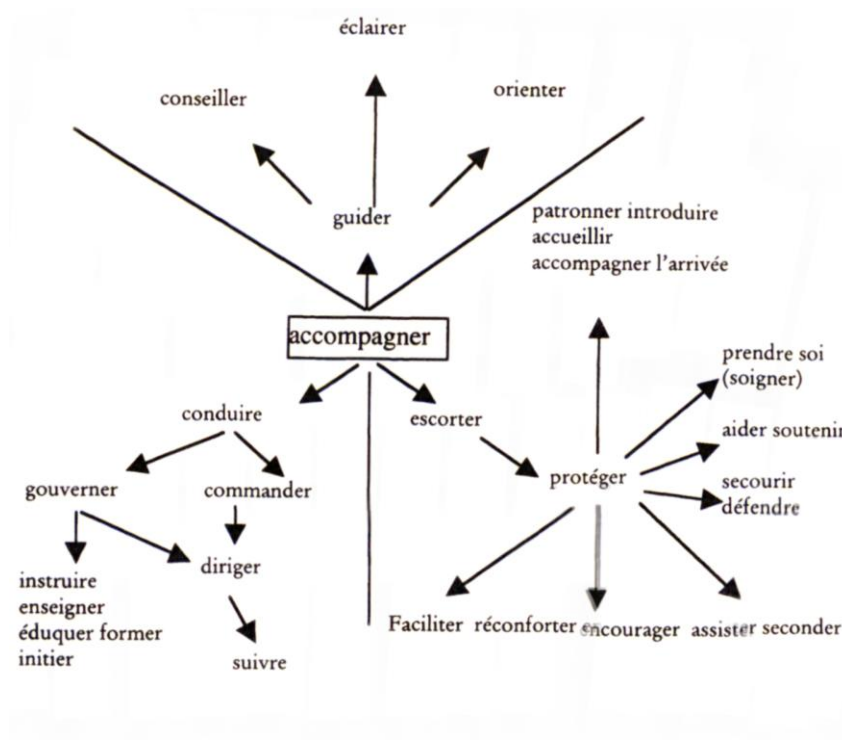 éclairer
conseiller
orienter
guider
patronner introduire
accueillir
accompagner l'arrivée
accompagner
prendre soi
(soigner)
conduire
escorter
aider soutenir
gouverner
commander
protéger
secourir
défendre
diriger
instruire
enseigner
éduquer former
initier
Faciliter réconforter encourager assister seconder
suivre